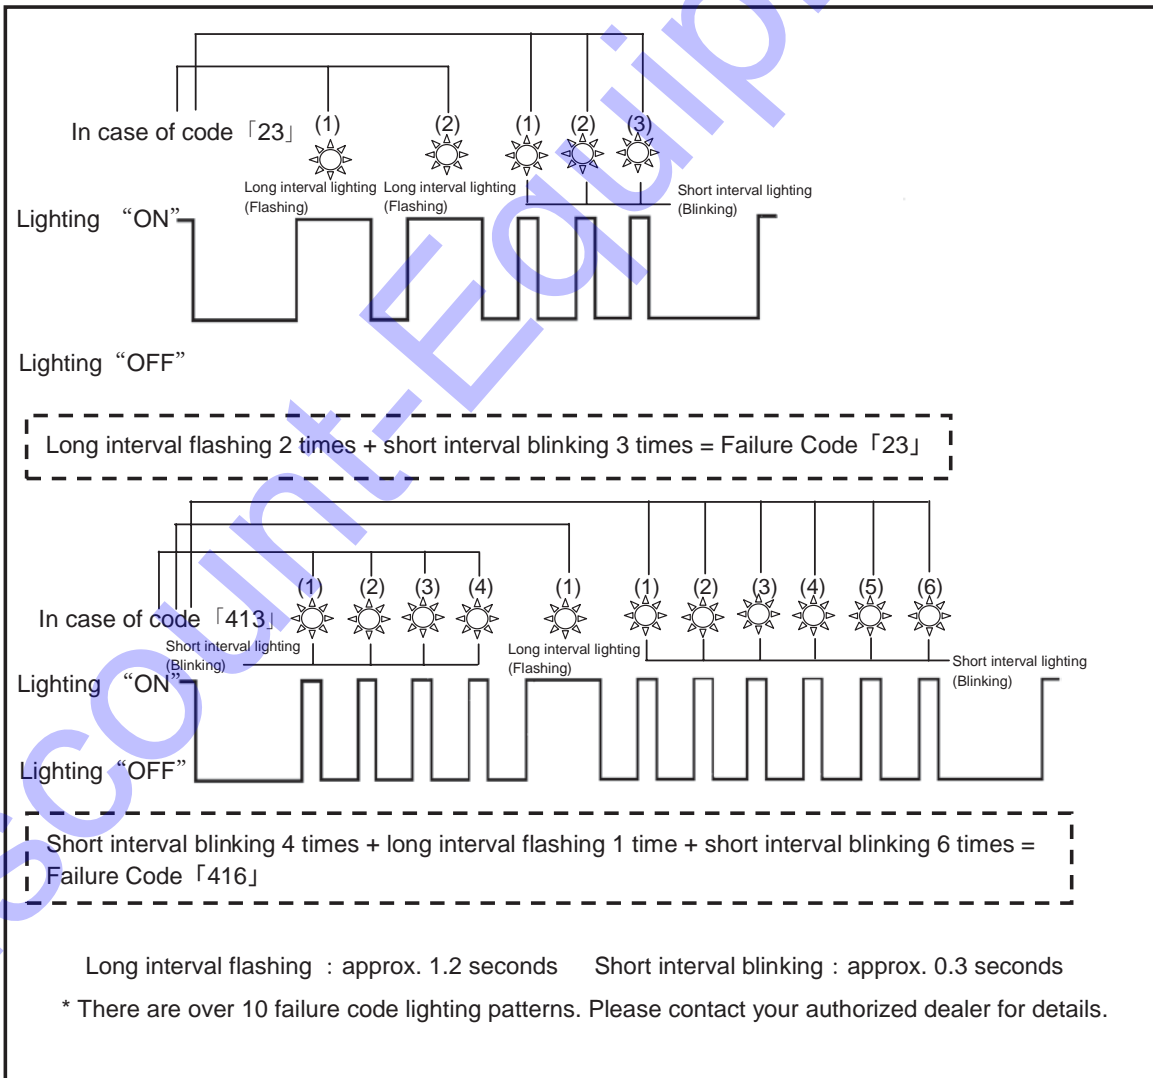 In case of code「23」
(1) (2) (1) (2) (3)
Long interval lighting
(Flashing)
Long interval lighting
(Flashing)
Short interval lighting
(Blinking)
Lighting “ON”
Lighting “OFF”
Long interval flashing 2 times + short interval blinking 3 times = Failure Code「23」
In case of code「413」
(1) (2) (3) (4) (1) (1) (2) (3) (4) (5) (6)
Short interval lighting
(Blinking)
Long interval lighting
(Flashing)
Short interval lighting
(Blinking)
Lighting “ON”
Lighting “OFF”
Short interval blinking 4 times + long interval flashing 1 time + short interval blinking 6 times =
Failure Code「416」
Long interval flashing : approx. 1.2 seconds Short interval blinking : approx. 0.3 seconds
* There are over 10 failure code lighting patterns. Please contact your authorized dealer for details.
scount-Equip